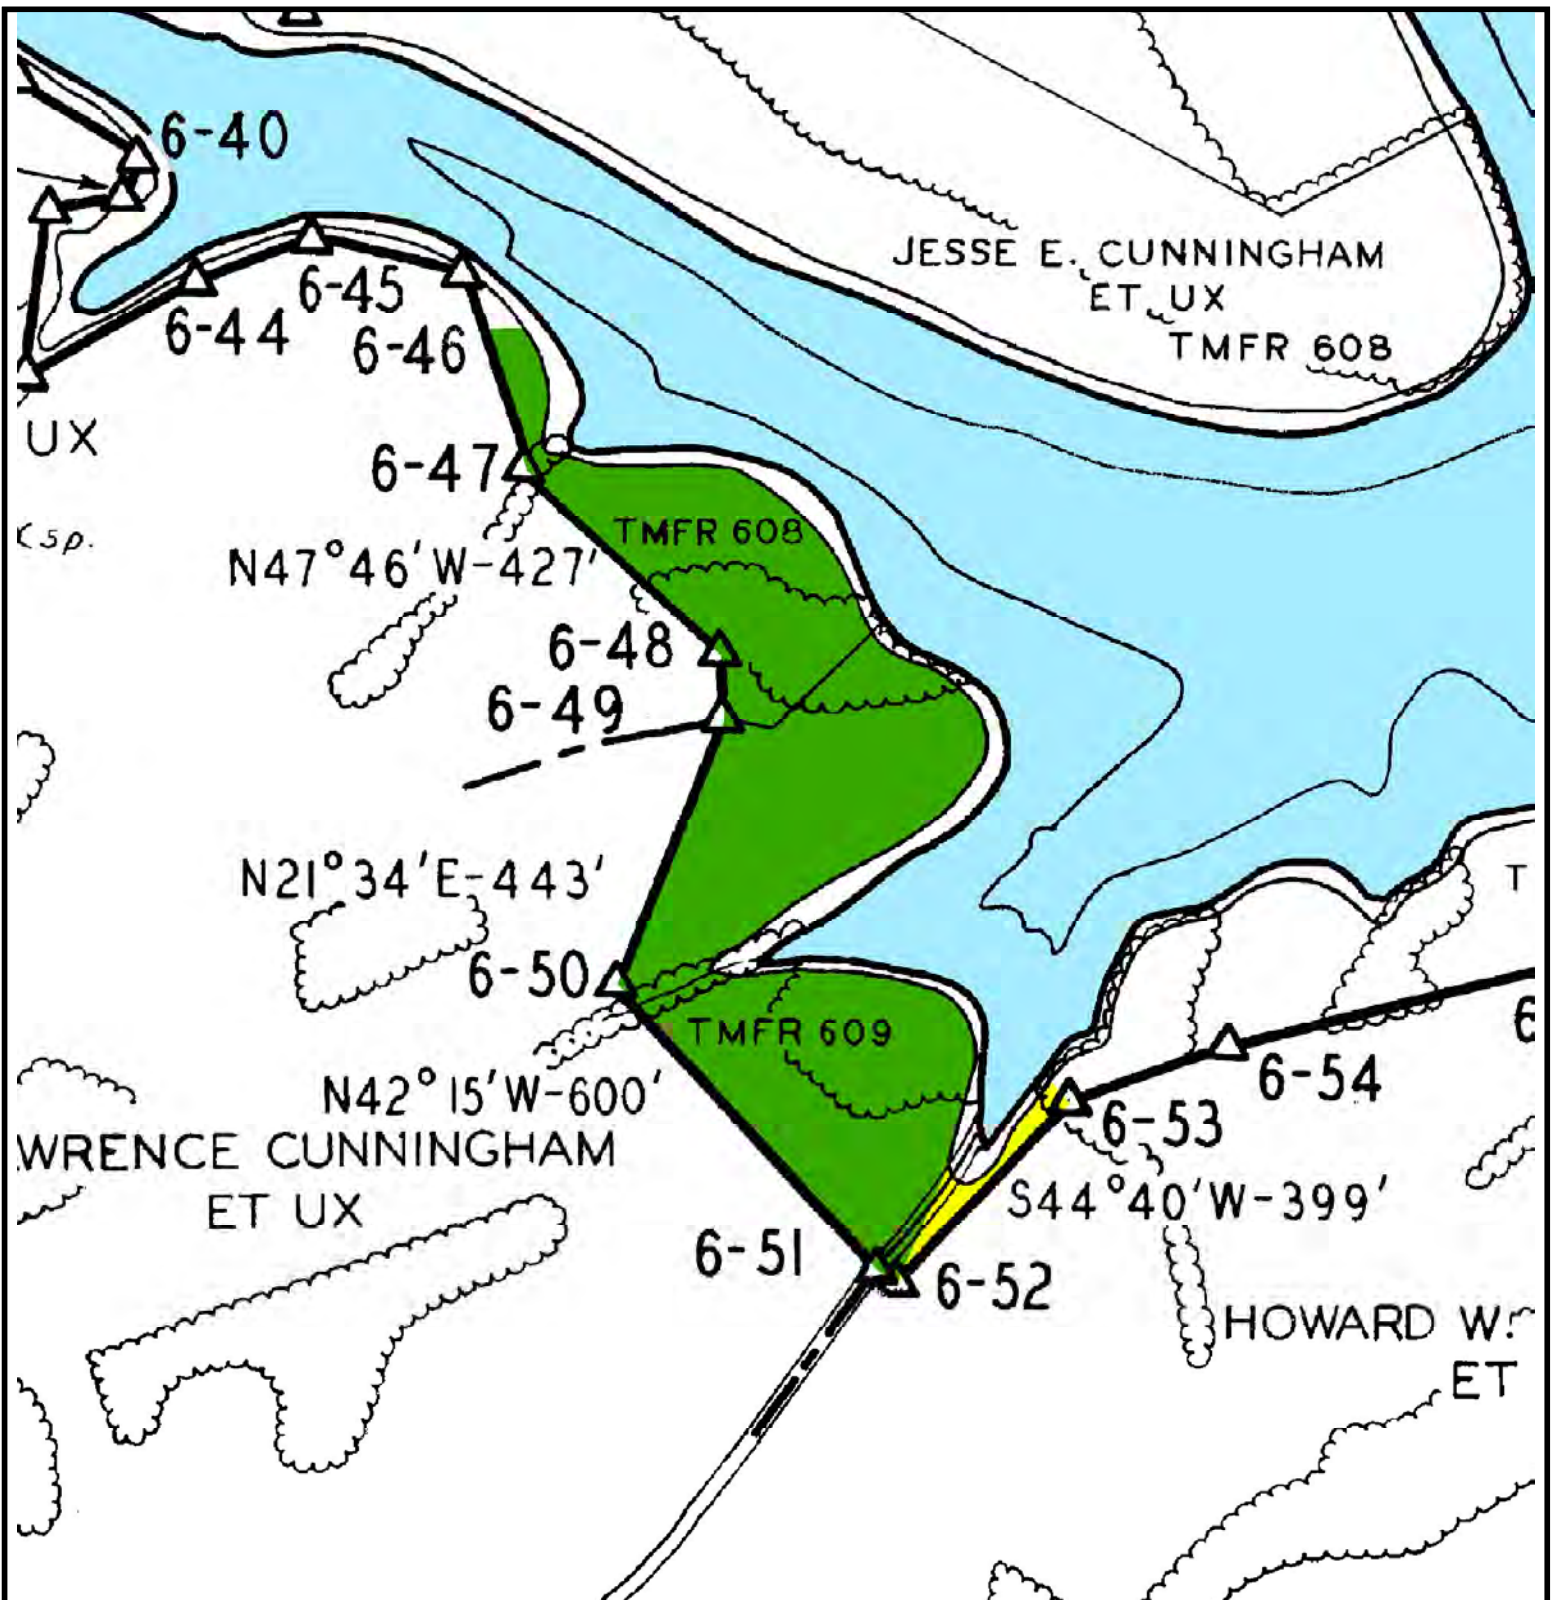 6-40
JESSE E. CUNNINGHAM
ET UX
TMFR 608
6-45
6-44
6-46
UX
6-47
sp.
TMFR 608
N47°46'W-427'
6-48
6-49
N21°34'E-443'
T
6-50
TMFR 609
6
6-54
N42°15'W-600'
6-53
WRENCE CUNNINGHAM
ET UX
S44°40'W-399'
6-51
6-52
HOWARD W.
ET